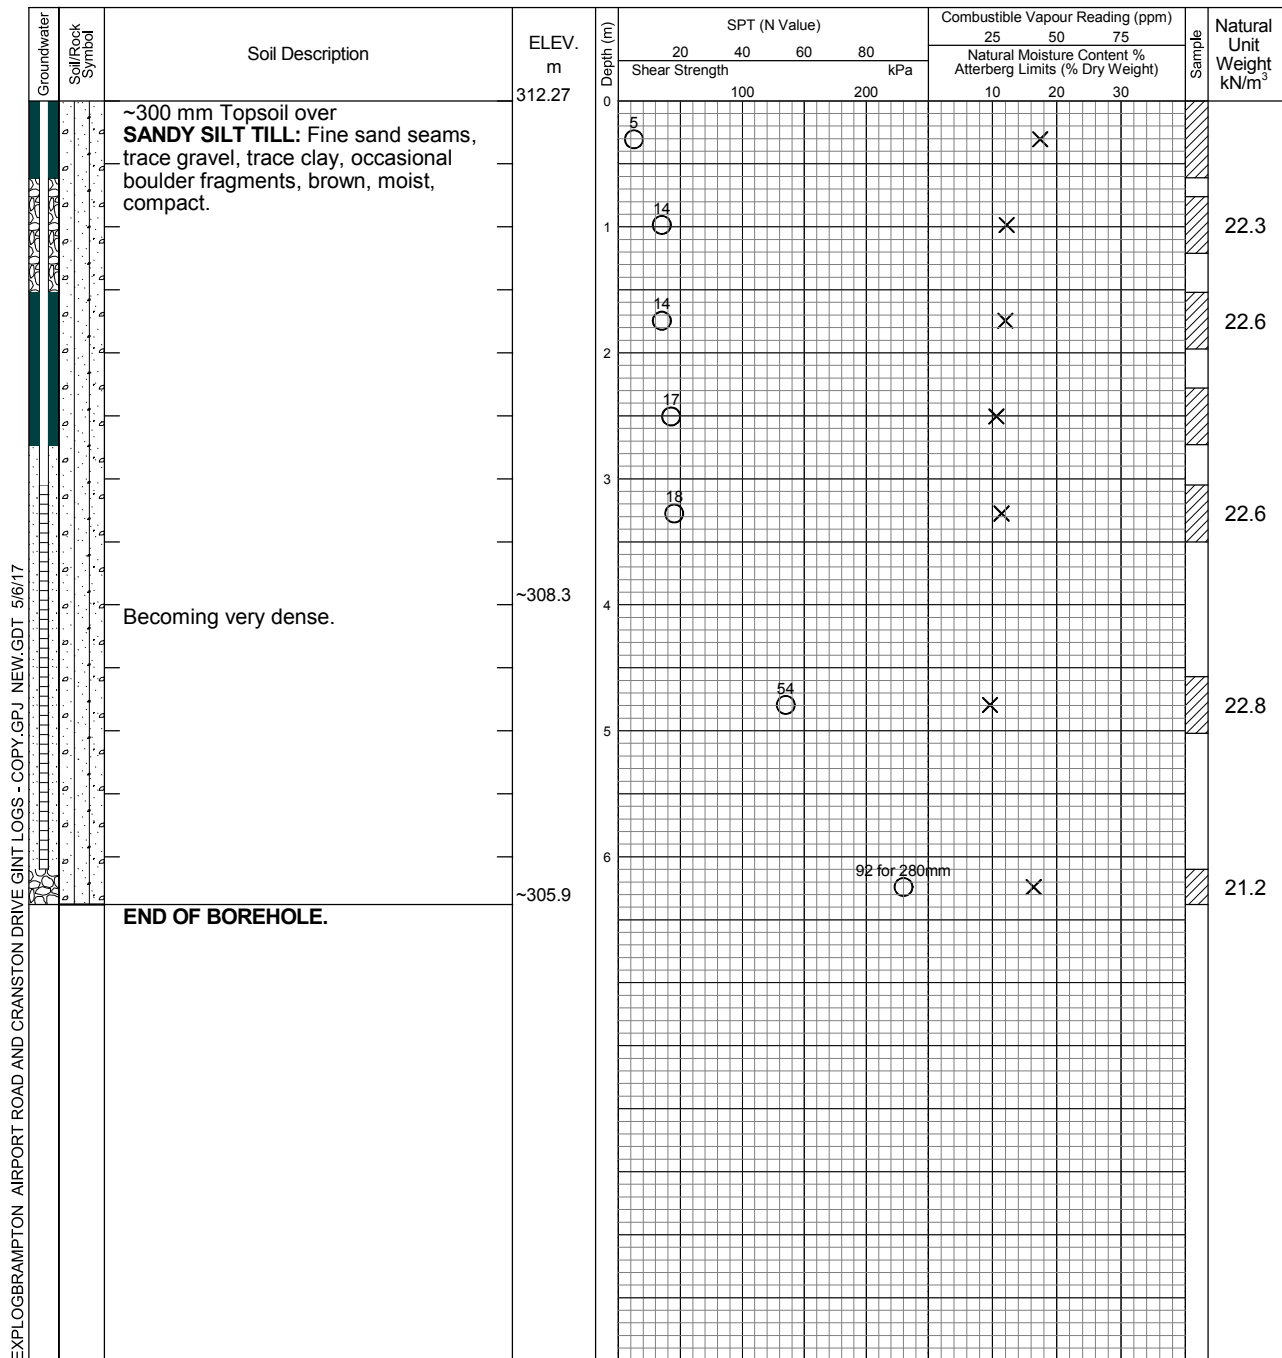 Groundwater
Soil/Rock
Symbol
Soil Description
ELEV.
m
Depth (m)
SPT (N Value)
20 40 60 80
Shear Strength kPa
100 200
Combustible Vapour Reading (ppm)
25 50 75
Natural Moisture Content %
Atterberg Limits (% Dry Weight)
10 20 30
Sample
Natural
Unit
Weight
kN/m³
312.27
0
~300 mm Topsoil over
SANDY SILT TILL: Fine sand seams,
trace gravel, trace clay, occasional
boulder fragments, brown, moist,
compact.
5
14
1
22.3
14
22.6
2
17
3
18
22.6
~308.3
4
Becoming very dense.
54
22.8
5
6
92 for 280mm
21.2
~305.9
END OF BOREHOLE.
EXPLOGBRAMPTON AIRPORT ROAD AND CRANSTON DRIVE GINT LOGS - COPY.GPJ NEW.GDT 5/6/17